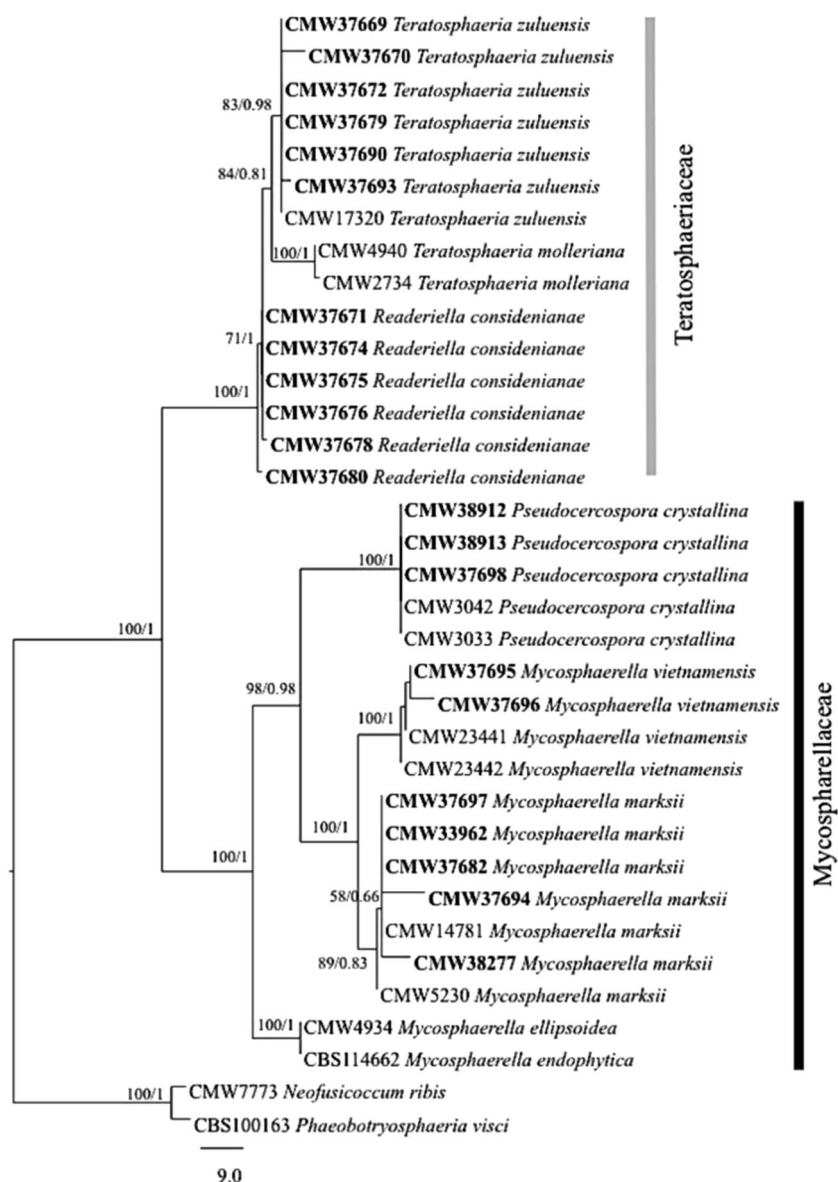 CMW37669 Teratosphaeria zuluensis
CMW37670 Teratosphaeria zuluensis
CMW37672 Teratosphaeria zuluensis
83/0.98
CMW37679 Teratosphaeria zuluensis
CMW37690 Teratosphaeria zuluensis
84/0.81
CMW37693 Teratosphaeria zuluensis
CMW17320 Teratosphaeria zuluensis
100/1
CMW4940 Teratosphaeria molleriana
CMW2734 Teratosphaeria molleriana
Teratosphaeriaceae
CMW37671 Readeriella considenianae
71/1
CMW37674 Readeriella considenianae
CMW37675 Readeriella considenianae
100/1
CMW37676 Readeriella considenianae
CMW37678 Readeriella considenianae
CMW37680 Readeriella considenianae
CMW38912 Pseudocercospora crystallina
CMW38913 Pseudocercospora crystallina
100/1
CMW37698 Pseudocercospora crystallina
CMW3042 Pseudocercospora crystallina
100/1
CMW3033 Pseudocercospora crystallina
CMW37695 Mycosphaerella vietnamensis
98/0.98
CMW37696 Mycosphaerella vietnamensis
100/1
CMW23441 Mycosphaerella vietnamensis
CMW23442 Mycosphaerella vietnamensis
Mycospharellaceae
CMW37697 Mycosphaerella marksii
100/1
CMW33962 Mycosphaerella marksii
100/1
CMW37682 Mycosphaerella marksii
58/0.66
CMW37694 Mycosphaerella marksii
CMW14781 Mycosphaerella marksii
89/0.83
CMW38277 Mycosphaerella marksii
CMW5230 Mycosphaerella marksii
100/1
CMW4934 Mycosphaerella ellipsoidea
CBS114662 Mycosphaerella endophytica
100/1
CMW7773 Neofusicoccum ribis
CBS100163 Phaeobotryosphaeria visci
9.0